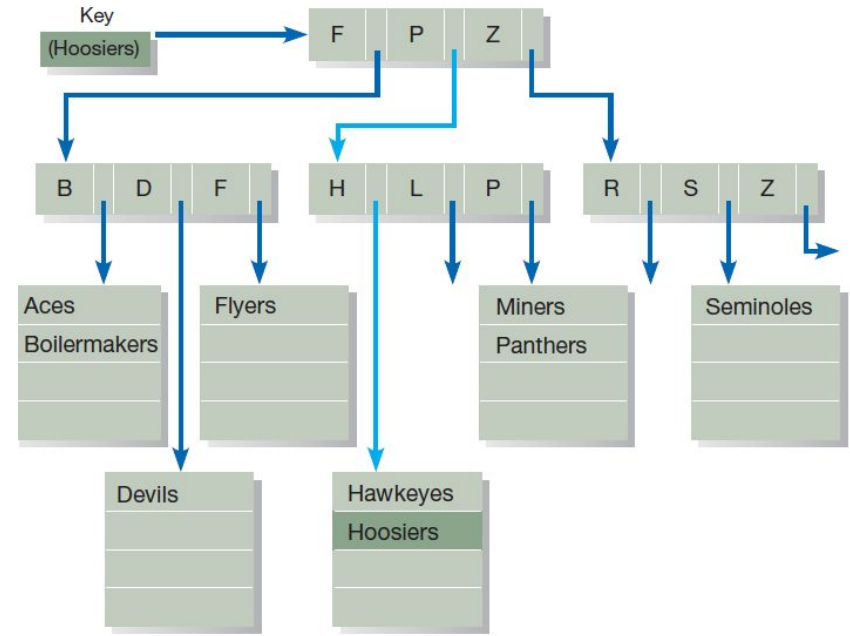 Key
(Hoosiers)
F P Z
B D F
H L P
R S Z
Aces
Boilermakers
Flyers
Miners
Panthers
Seminoles
Devils
Hawkeyes
Hoosiers